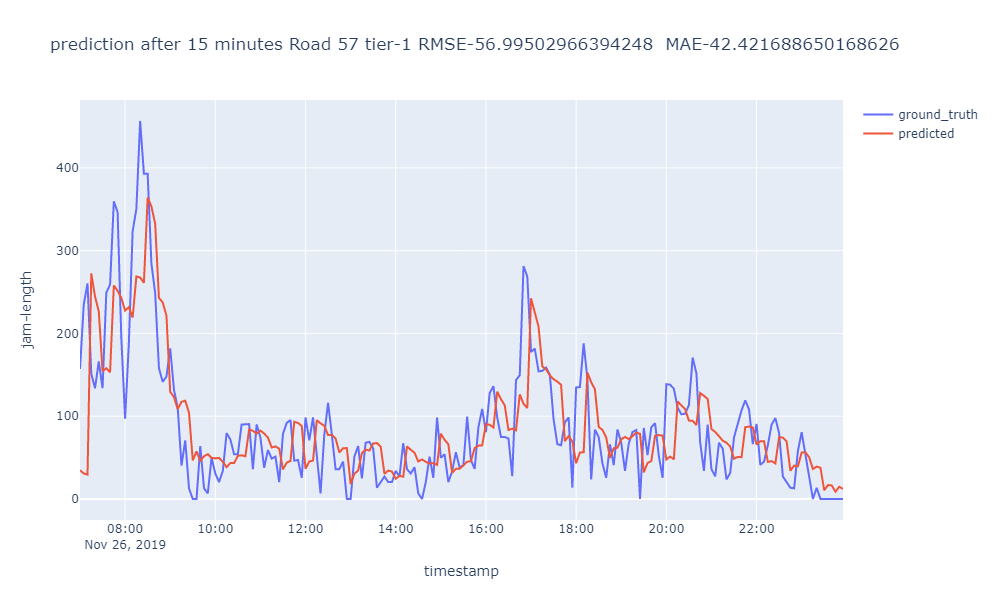 prediction after 15 minutes Road 57 tier-1 RMSE-56.99502966394248  MAE-42.421688650168626
ground_truth
predicted
400
300
200
100
0
jam-length
08:00 10:00 12:00 14:00 16:00 18:00 20:00 22:00
Nov 26, 2019
timestamp